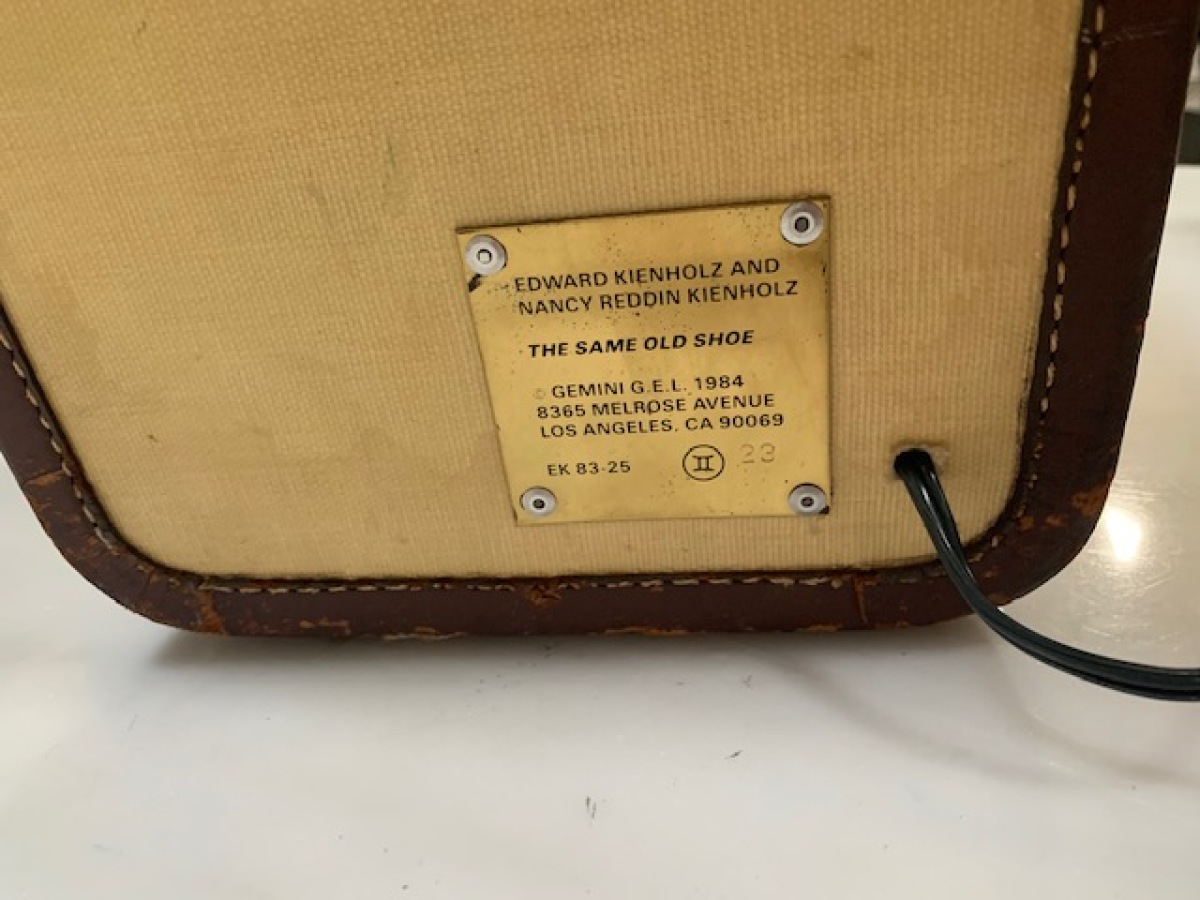 EDWARD KIENHOLZ AND
NANCY REDDIN KIENHOLZ
THE SAME OLD SHOE
© GEMINI G.E.L. 1984
8365 MELROSE AVENUE
LOS ANGELES, CA 90069
EK 83-25 II 23